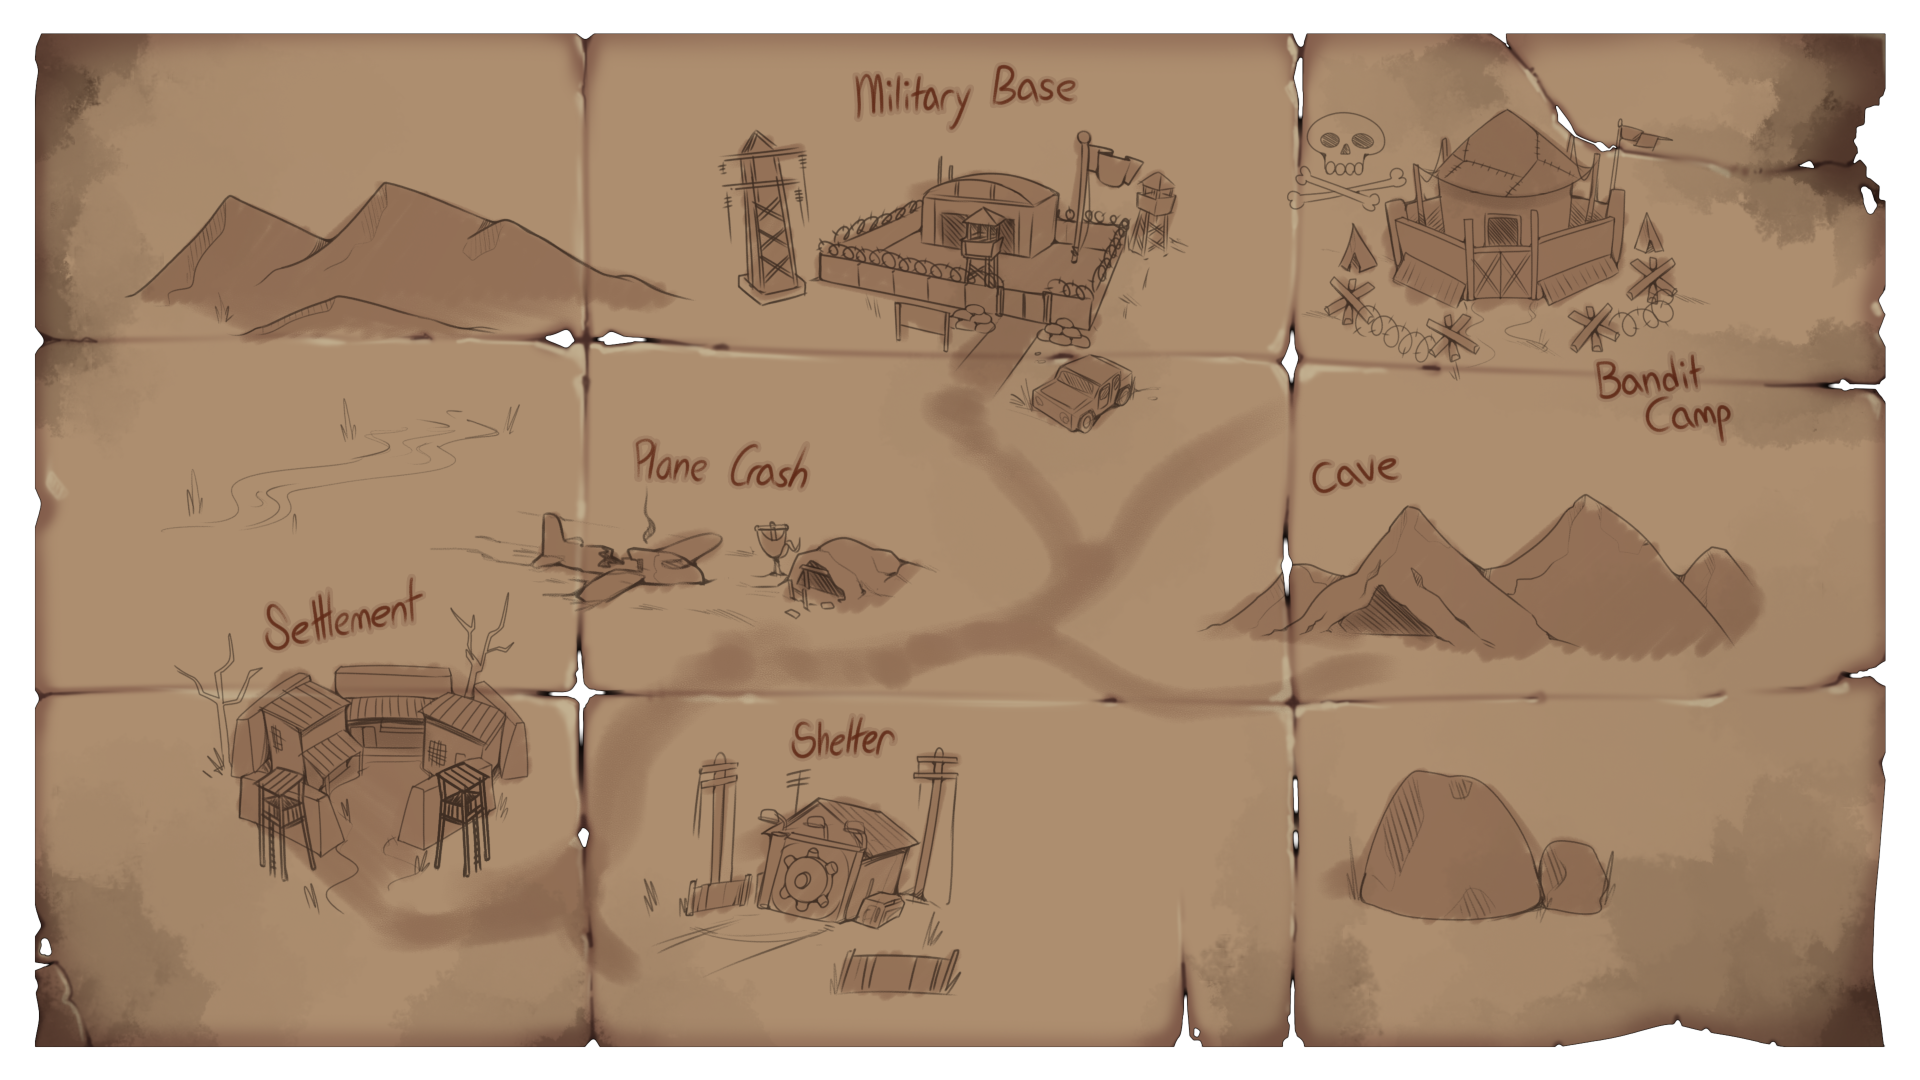 Military Base
Bandit
Camp
Plane Crash
Cave
Settlement
Shelter